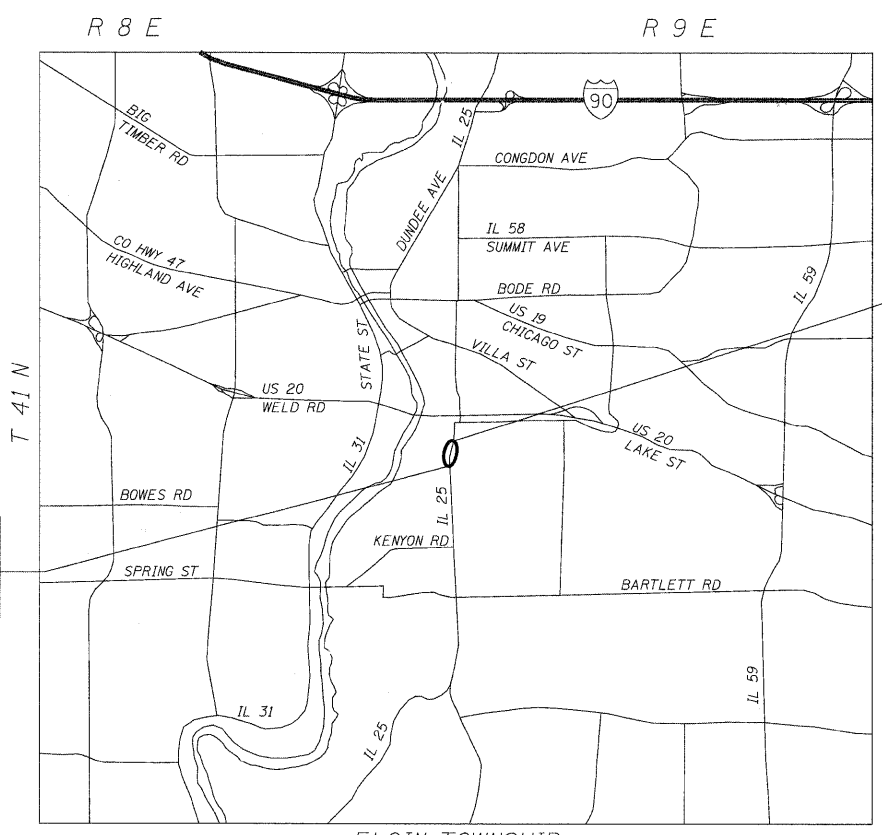 R 8 E
R 9 E
90
BIG
TIMBER RD
IL 25
CONGDON AVE
DUNDEE AVE
IL 58
SUMMIT AVE
CO HWY 47
HIGHLAND AVE
BODE RD
IL 59
US 19
CHICAGO ST
STATE ST
VILLA ST
T 41 N
US 20
WELD RD
US 20
LAKE ST
IL 31
BOWES RD
IL 25
KENYON RD
SPRING ST
BARTLETT RD
IL 59
IL 31
IL 25
ELGIN TOWNSHIP